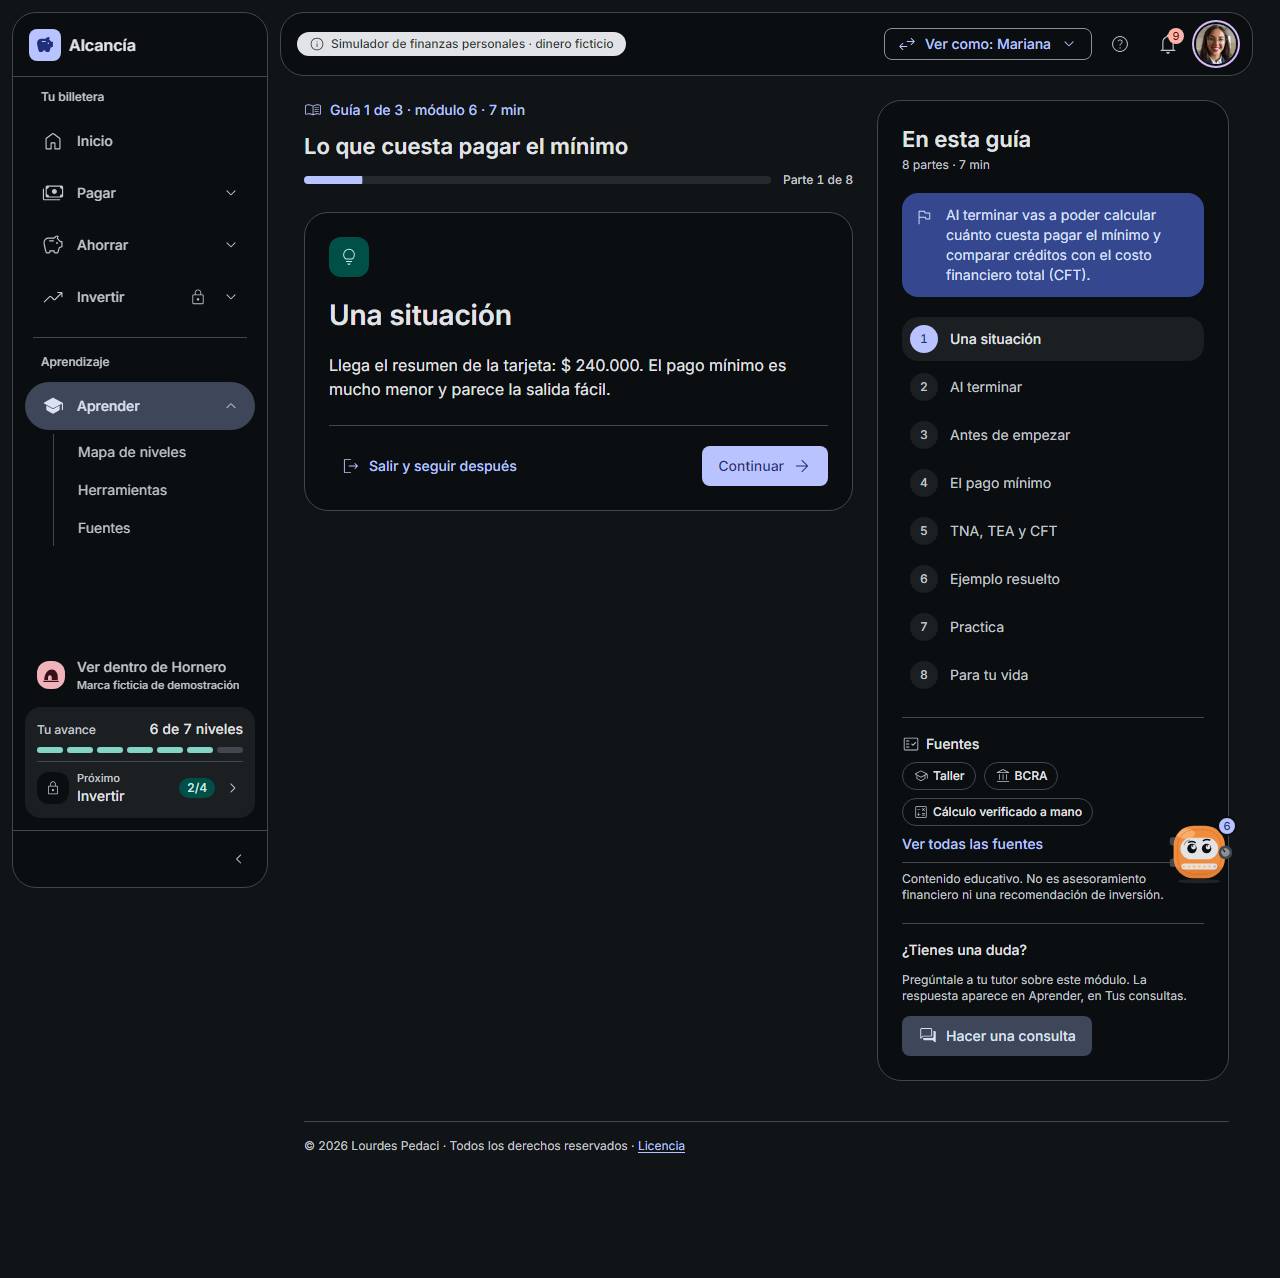 Alcancía
Tu billetera
Inicio
Pagar
Ahorrar
Invertir
Aprendizaje
Aprender
Mapa de niveles
Herramientas
Fuentes
Ver dentro de Hornero
Marca ficticia de demostración
Tu avance 6 de 7 niveles
Próximo
Invertir
2/4
Simulador de finanzas personales · dinero ficticio
Ver como: Mariana
9
Guía 1 de 3 · módulo 6 · 7 min
Lo que cuesta pagar el mínimo
Parte 1 de 8
Una situación
Llega el resumen de la tarjeta: $ 240.000. El pago mínimo es
mucho menor y parece la salida fácil.
Salir y seguir después
Continuar
En esta guía
8 partes · 7 min
Al terminar vas a poder calcular
cuánto cuesta pagar el mínimo y
comparar créditos con el costo
financiero total (CFT).
1 Una situación
2 Al terminar
3 Antes de empezar
4 El pago mínimo
5 TNA, TEA y CFT
6 Ejemplo resuelto
7 Practica
8 Para tu vida
Fuentes
Taller
BCRA
Cálculo verificado a mano
6
Ver todas las fuentes
Contenido educativo. No es asesoramiento
financiero ni una recomendación de inversión.
¿Tienes una duda?
Pregúntale a tu tutor sobre este módulo. La
respuesta aparece en Aprender, en Tus consultas.
Hacer una consulta
© 2026 Lourdes Pedaci · Todos los derechos reservados · Licencia